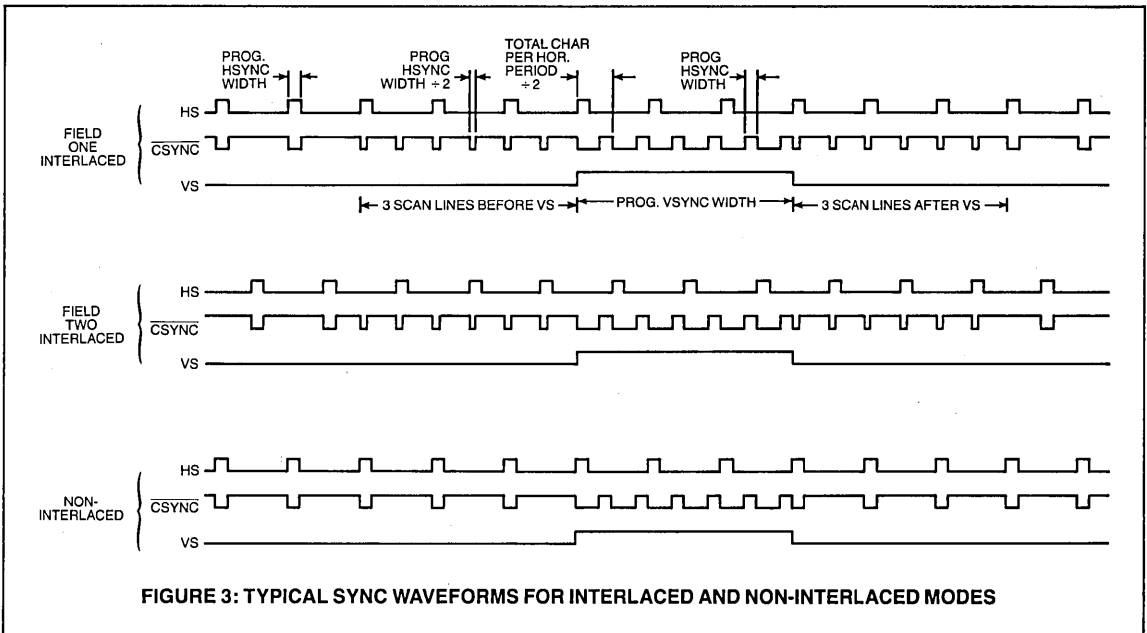 PROG.
HSYNC
WIDTH
PROG
HSYNC
WIDTH ÷2
TOTAL CHAR
PER HOR.
PERIOD
÷2
PROG
HSYNC
WIDTH
FIELD
ONE
INTERLACED
HS
CSYNC
VS
3 SCAN LINES BEFORE VS
PROG. VSYNC WIDTH
3 SCAN LINES AFTER VS
FIELD
TWO
INTERLACED
HS
CSYNC
VS
NON-
INTERLACED
HS
CSYNC
VS
FIGURE 3: TYPICAL SYNC WAVEFORMS FOR INTERLACED AND NON-INTERLACED MODES